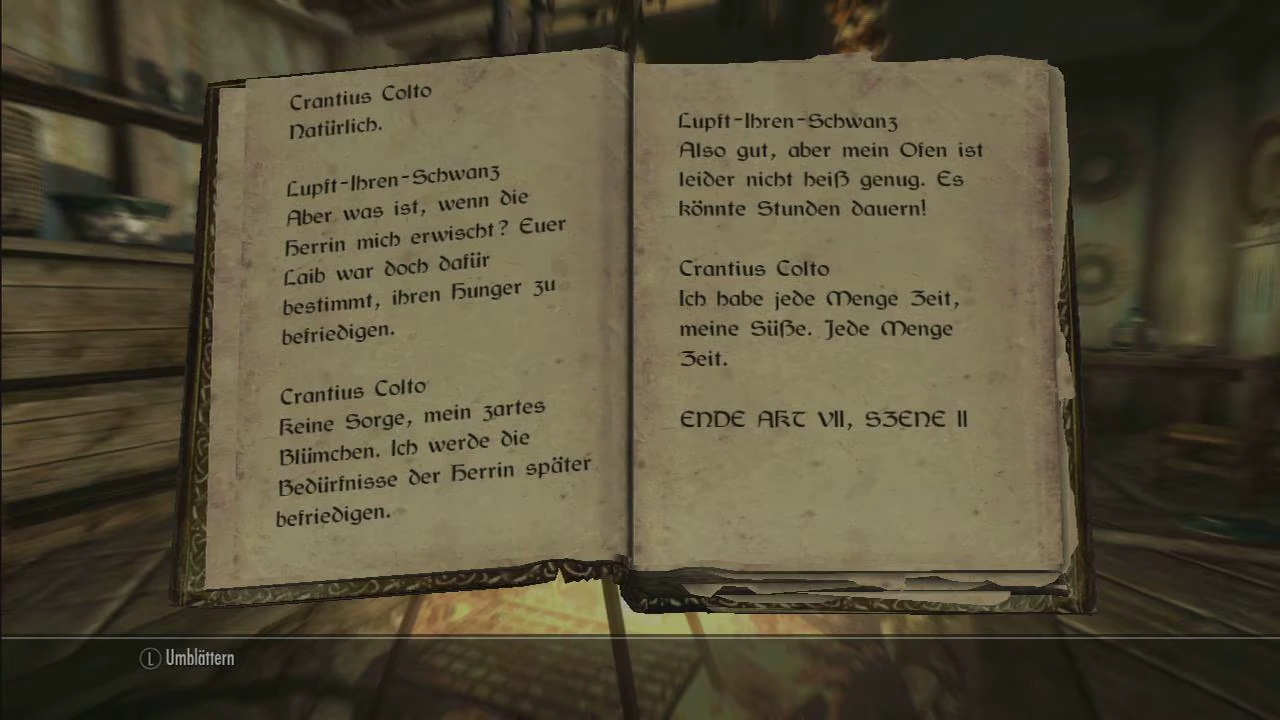 Crantius Colto
Natürlich.
Lupft-Ihren-Schwanz
Aber was ist, wenn die
Herrin mich erwischt? Euer
Laib war doch dafür
bestimmt, ihren Hunger zu
befriedigen.
Crantius Colto
Keine Sorge, mein zartes
Blümchen. Ich werde die
Bedürfnisse der Herrin später
befriedigen.
Lupft-Ihren-Schwanz
Also gut, aber mein Ofen ist
leider nicht heiß genug. Es
könnte Stunden dauern!
Crantius Colto
Ich habe jede Menge Zeit,
meine Süße. Jede Menge
Zeit.
ENDE AKT VII, SZENE II
L Umblättern